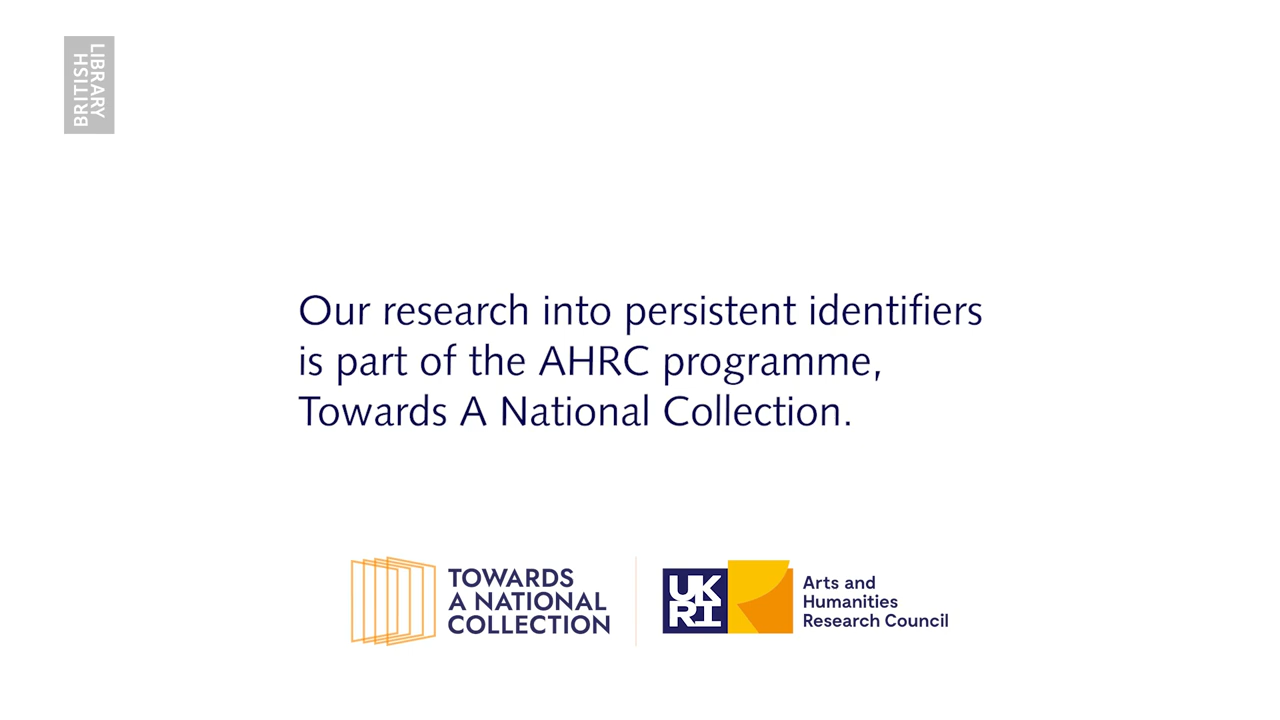 BRITISH
LIBRARY
Our research into persistent identifiers
is part of the AHRC programme,
Towards A National Collection.
TOWARDS
A NATIONAL
COLLECTION
UK
RI
Arts and
Humanities
Research Council